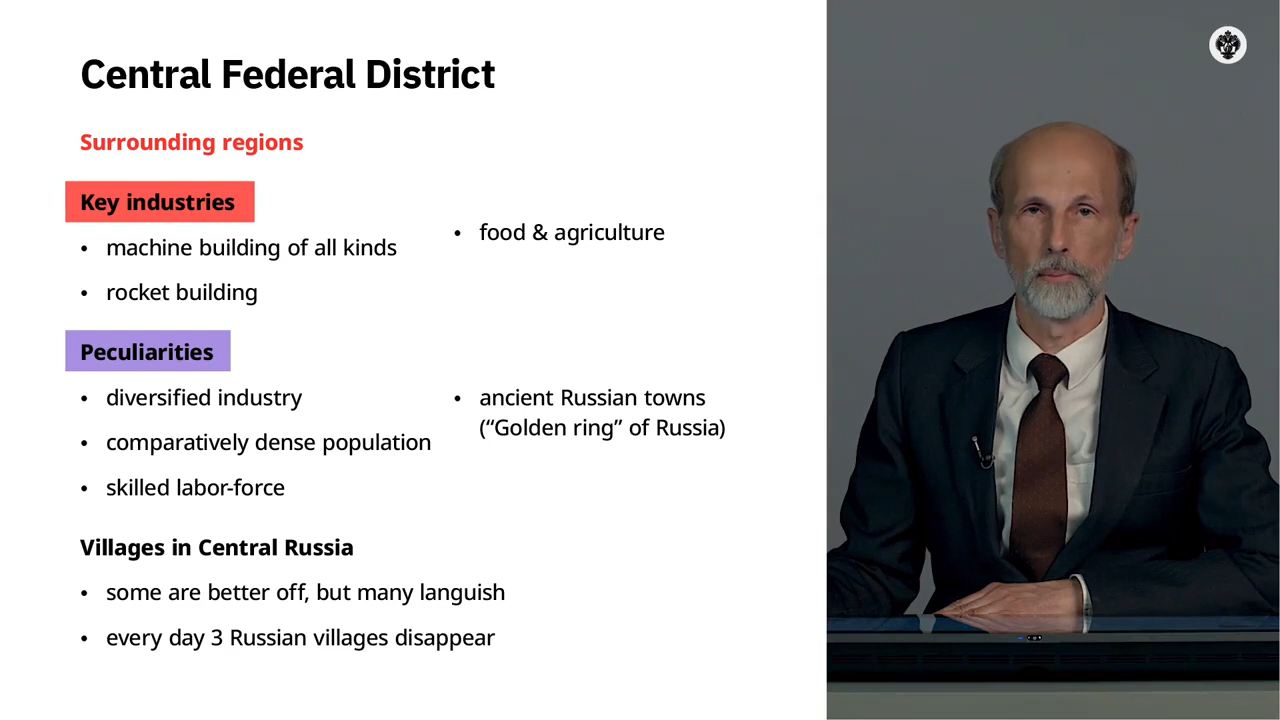 Central Federal District
Surrounding regions
Key industries
• machine building of all kinds
• rocket building
• food & agriculture
Peculiarities
• diversified industry
• comparatively dense population
• skilled labor-force
• ancient Russian towns
(“Golden ring” of Russia)
Villages in Central Russia
• some are better off, but many languish
• every day 3 Russian villages disappear